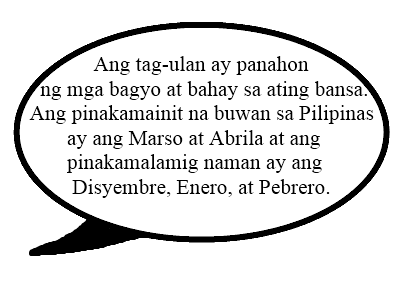 Ang tag-ulan ay panahon
ng mga bagyo at bahay sa ating bansa.
Ang pinakamainit na buwan sa Pilipinas
ay ang Marso at Abrila at ang
pinakamalamig naman ay ang
Disyembre, Enero, at Pebrero.